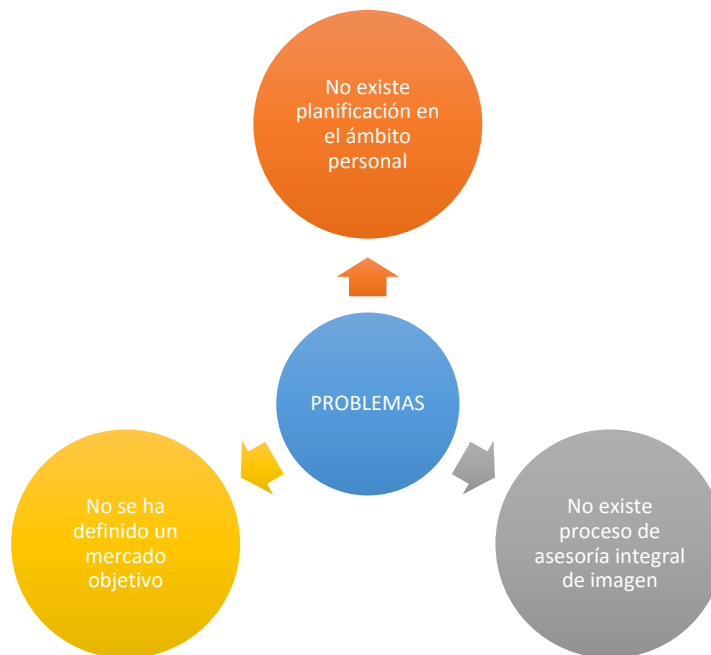 No existe
planificación en
el ámbito
personal
PROBLEMAS
No se ha
definido un
mercado
objetivo
No existe
proceso de
asesoría integral
de imagen